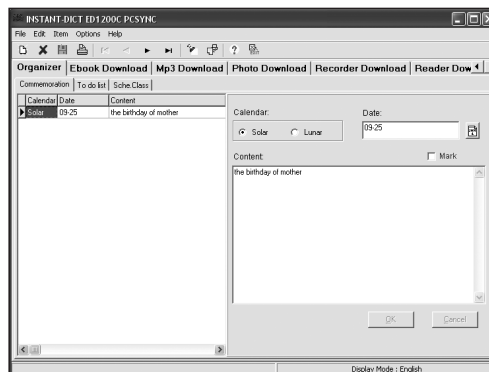 INSTANT-DICT ED1200C PCSYNC
File Edit Item Options Help
Organizer Ebook Download Mp3 Download Photo Download Recorder Download Reader Dow
Commemoration To do list Sche.Class
Calendar Date Content
Solar 09-25 the birthday of mother
Calendar: Date:
Solar Lunar 09-25
Content: Mark
the birthday of mother
OK Cancel
Display Mode : English